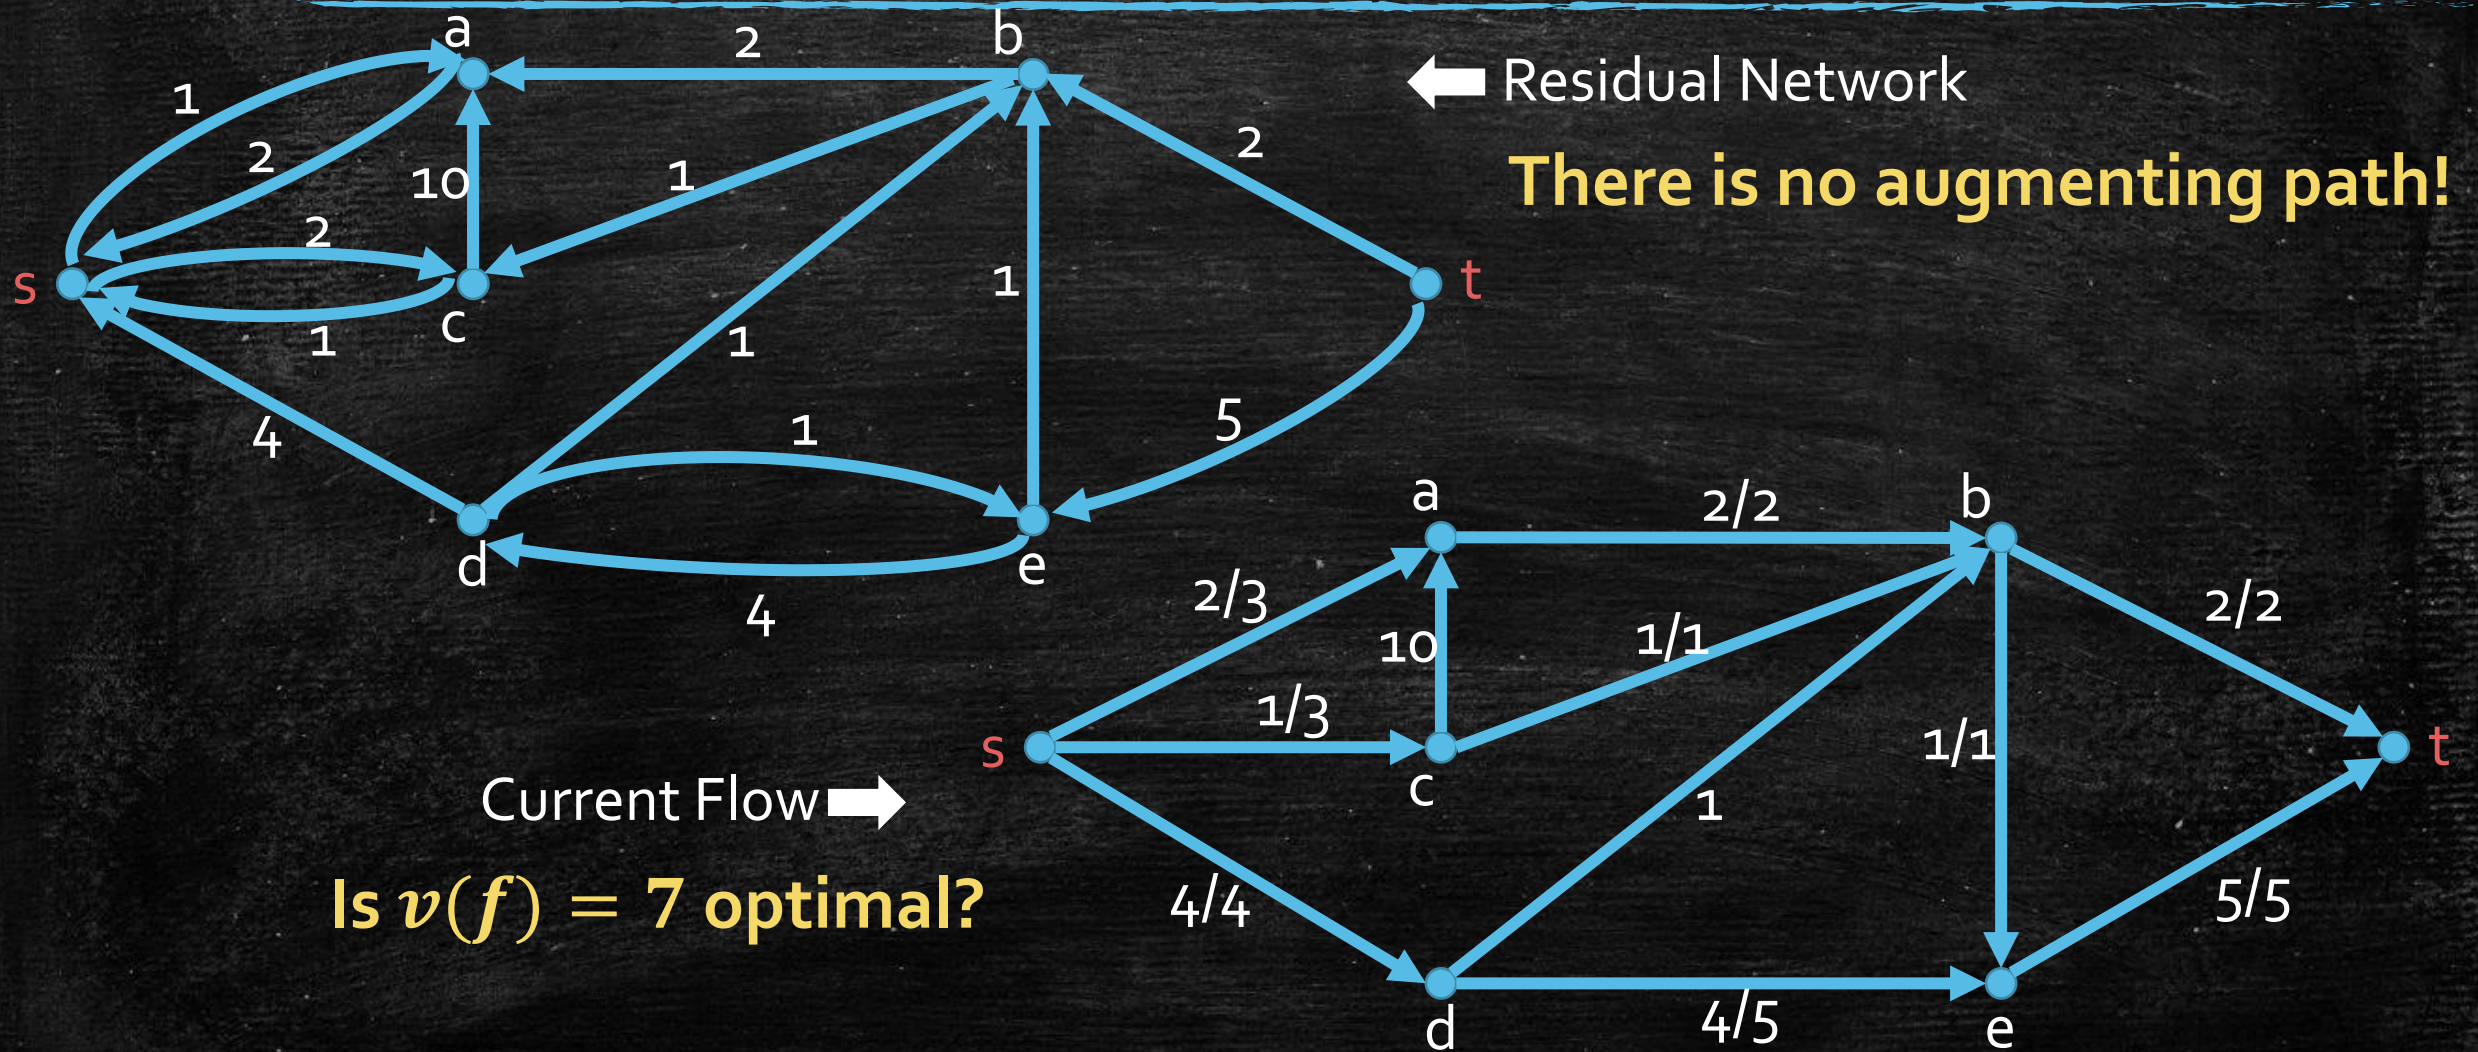 a
b
2
Residual Network
1
2
10
1
2
There is no augmenting path!
2
s
1
t
c
1
1
4
1
5
d
e
4
a
2/2
b
2/3
2/2
10
1/1
1/3
s
1/1
t
Current Flow
c
1
Is v(f) = 7 optimal?
4/4
5/5
4/5
d
e